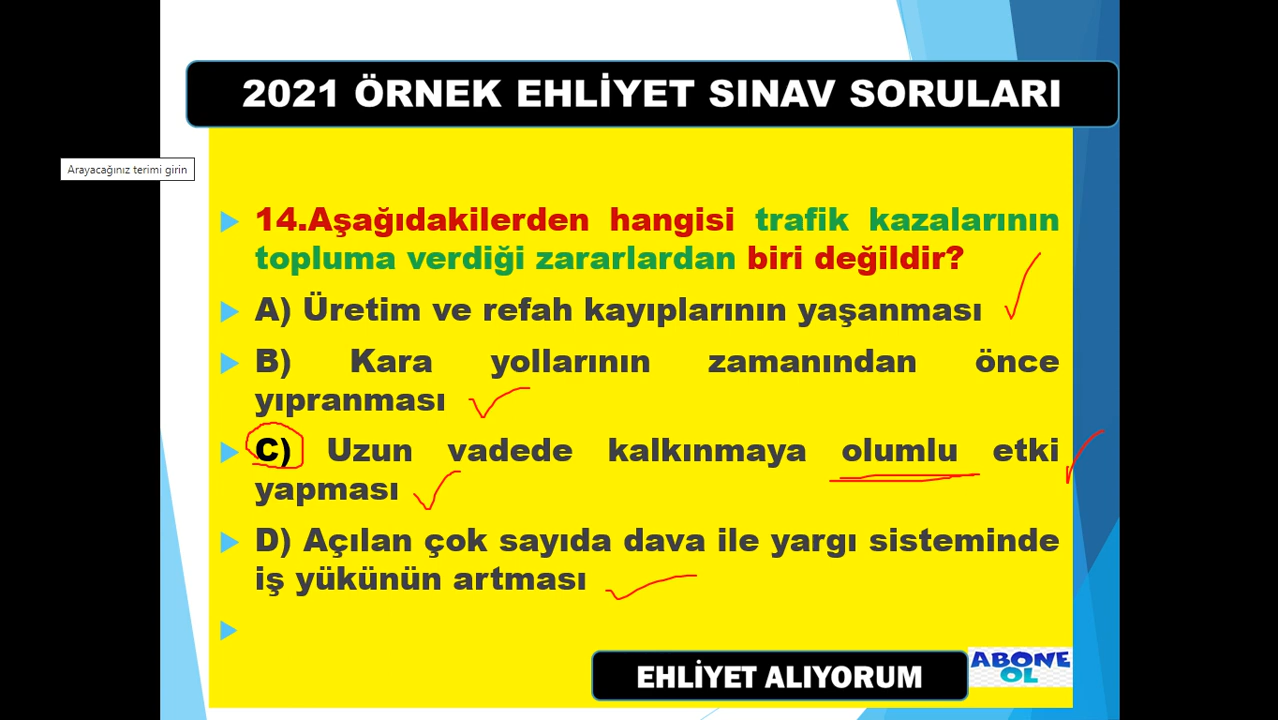 2021 ÖRNEK EHLİYET SINAV SORULARI
Arayacağınız terimi girin
14.Aşağıdakilerden hangisi trafik kazalarının
topluma verdiği zararlardan biri değildir?
A) Üretim ve refah kayıplarının yaşanması
B) Kara yollarının zamanından önce
yıpranması
C) Uzun vadede kalkınmaya olumlu etki
yapması
D) Açılan çok sayıda dava ile yargı sisteminde
iş yükünün artması
EHLİYET ALIYORUM
ABONE
OL